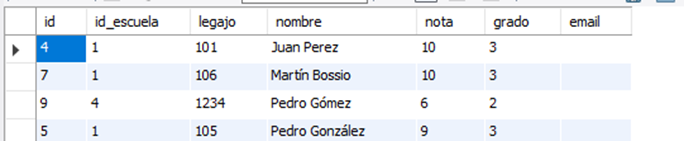 id id_escuela legajo nombre nota grado email
4 1 101 Juan Perez 10 3
7 1 106 Martín Bossio 10 3
9 4 1234 Pedro Gómez 6 2
5 1 105 Pedro González 9 3